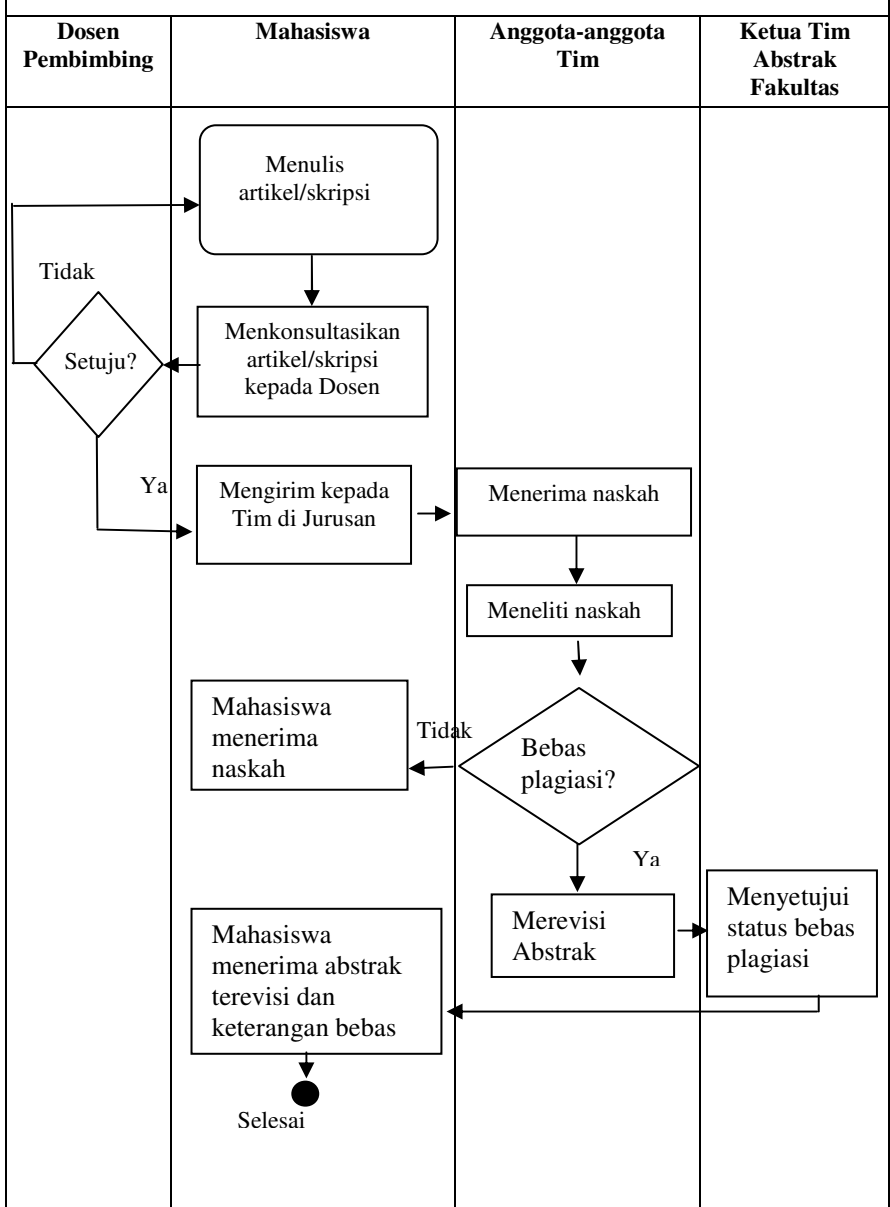 Dosen
Pembimbing
Mahasiswa
Anggota-anggota
Tim
Ketua Tim
Abstrak
Fakultas
Menulis
artikel/skripsi
Tidak
Setuju?
Menkonsultasikan
artikel/skripsi
kepada Dosen
Ya
Mengirim kepada
Tim di Jurusan
Menerima naskah
Meneliti naskah
Mahasiswa
menerima
naskah
Tidak
Bebas
plagiasi?
Ya
Merevisi
Abstrak
Menyetujui
status bebas
plagiasi
Mahasiswa
menerima abstrak
terevisi dan
keterangan bebas
Selesai